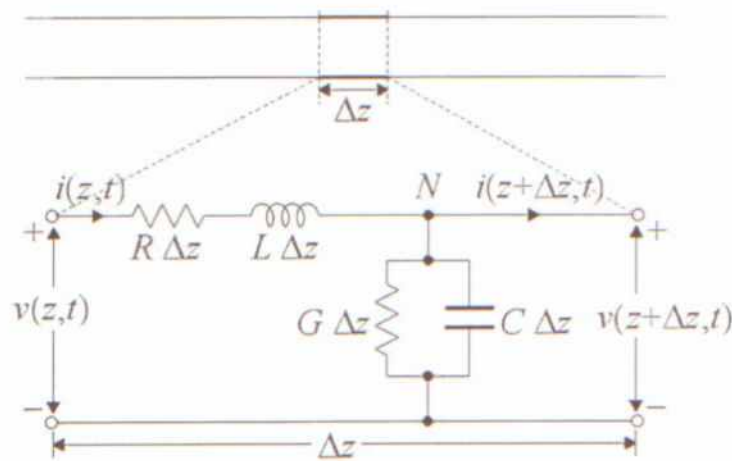 Δz
i(z,t) N i(z+Δz,t)
+ R Δz L Δz +
v(z,t) G Δz C Δz v(z+Δz,t)
− −
Δz